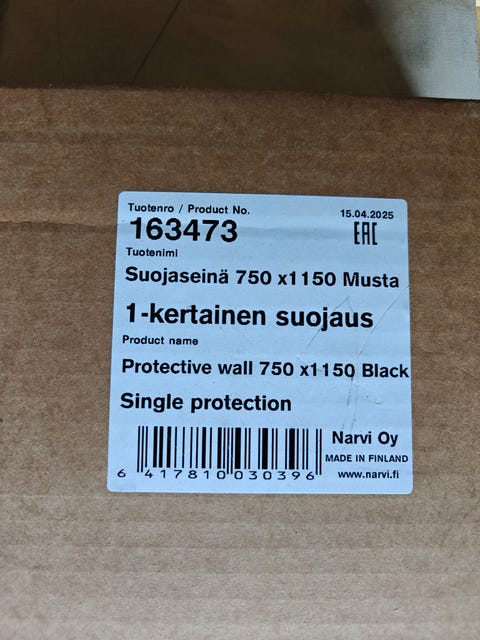 Tuotenro / Product No.
15.04.2025
163473
EAC
Tuotenimi
Suojaseinä 750 x1150 Musta
1-kertainen suojaus
Product name
Protective wall 750 x1150 Black
Single protection
Narvi Oy
MADE IN FINLAND
www.narvi.fi
6 417810 030396